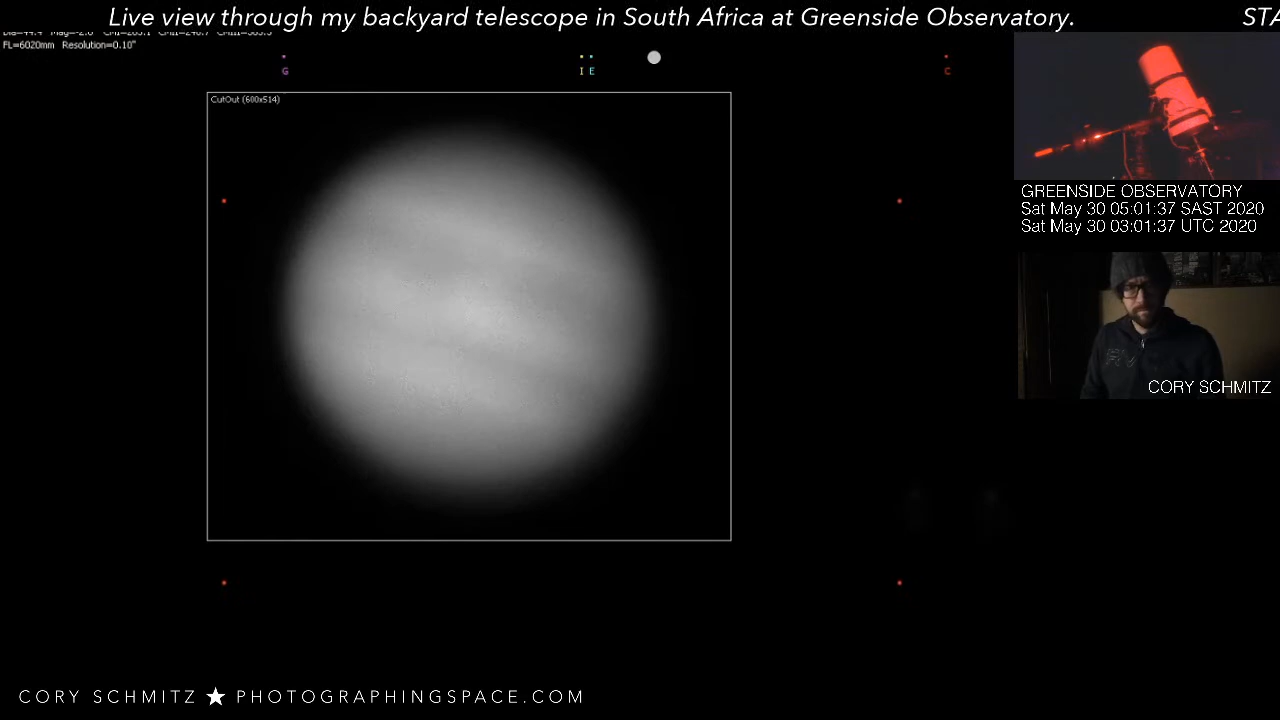 Live view through my backyard telescope in South Africa at Greenside Observatory. STA
FL=6020mm Resolution=0.10"
G I E C
CutOut (600x514)
GREENSIDE OBSERVATORY
Sat May 30 05:01:37 SAST 2020
Sat May 30 03:01:37 UTC 2020
CORY SCHMITZ
CORY SCHMITZ ★ PHOTOGRAPHINGSPACE.COM